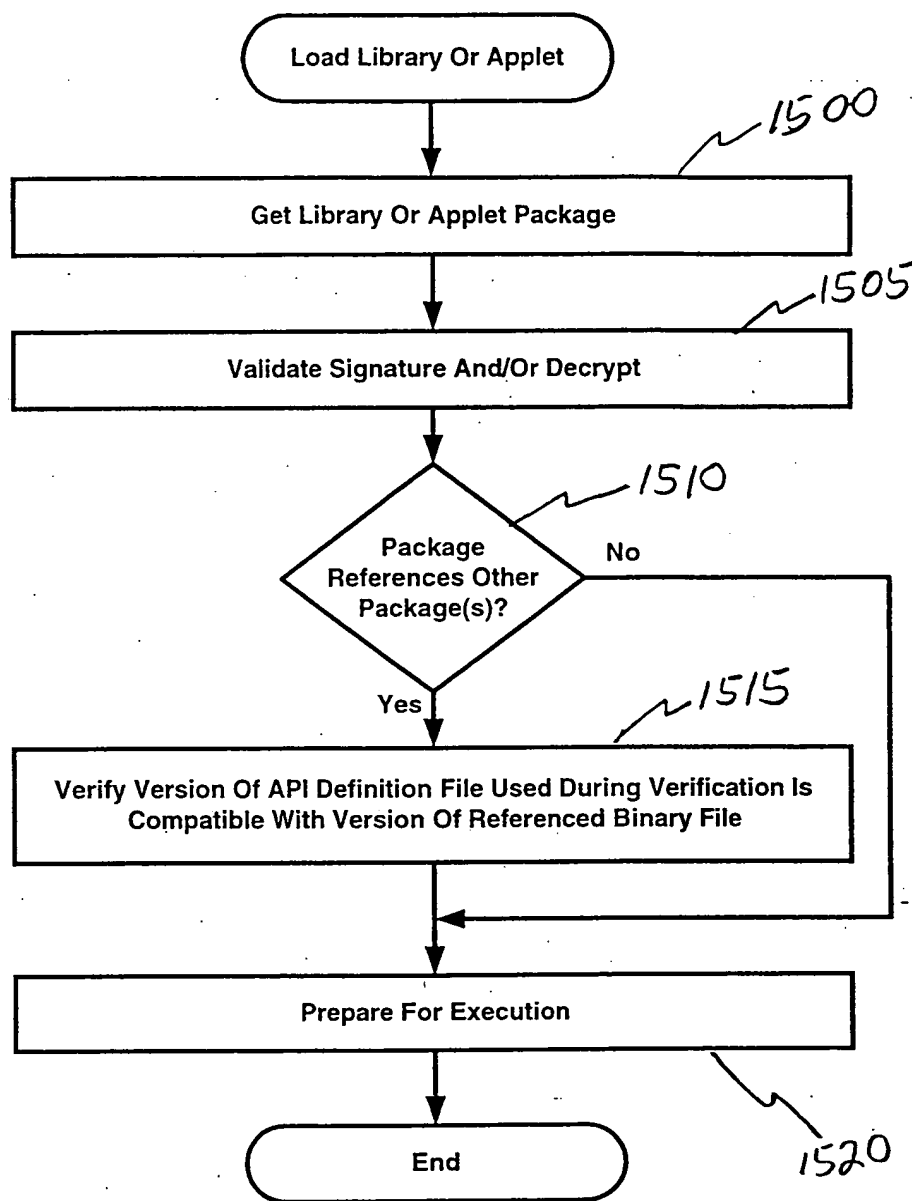 Load Library Or Applet
1500
Get Library Or Applet Package
1505
Validate Signature And/Or Decrypt
1510
Package
References Other
Package(s)?
No
Yes
1515
Verify Version Of API Definition File Used During Verification Is
Compatible With Version Of Referenced Binary File
Prepare For Execution
End
1520